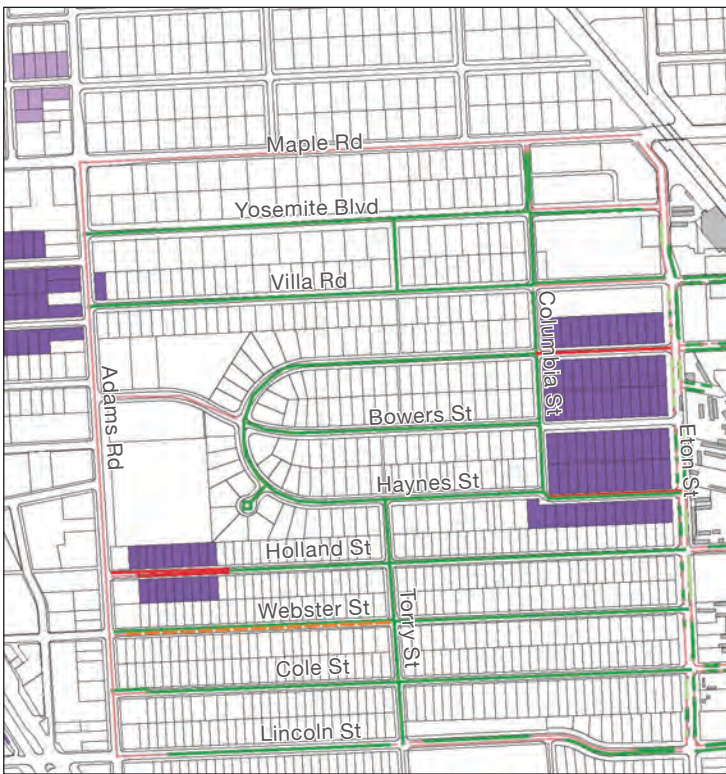 Maple Rd
Yosemite Blvd
Villa Rd
Columbia St
Adams Rd
Bowers St
Eton St
Haynes St
Holland St
Webster St
Torry St
Cole St
Lincoln St